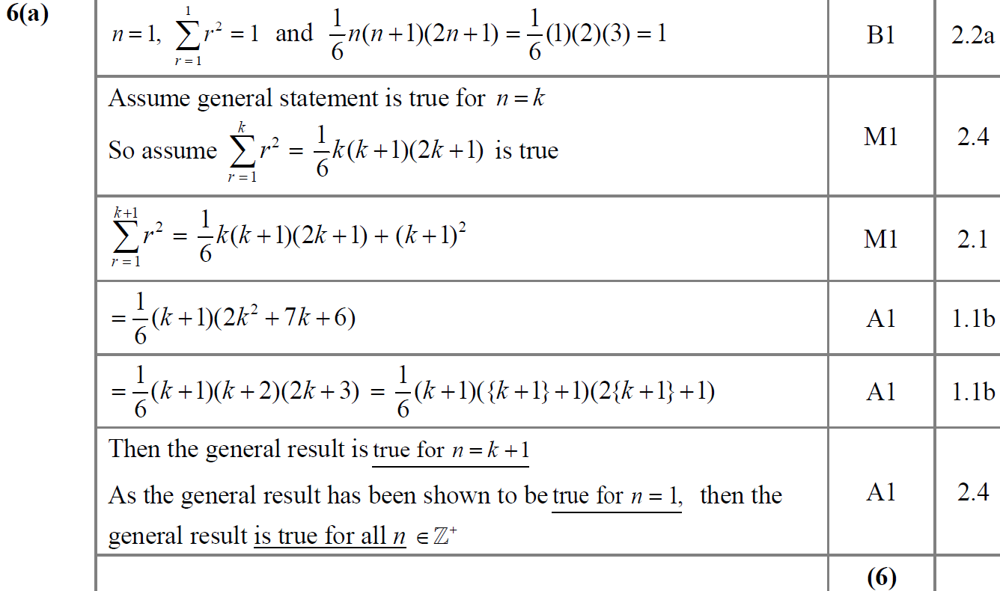 6(a) n = 1, \sum_{r=1}^{1} r^2 = 1 and \frac{1}{6}n(n+1)(2n+1) = \frac{1}{6}(1)(2)(3) = 1 B1 2.2a
Assume general statement is true for n = k
So assume \sum_{r=1}^{k} r^2 = \frac{1}{6}k(k+1)(2k+1) is true M1 2.4
\sum_{r=1}^{k+1} r^2 = \frac{1}{6}k(k+1)(2k+1) + (k+1)^2 M1 2.1
= \frac{1}{6}(k+1)(2k^2 + 7k + 6) A1 1.1b
= \frac{1}{6}(k+1)(k+2)(2k+3) = \frac{1}{6}(k+1)(\{k+1\}+1)(2\{k+1\}+1) A1 1.1b
Then the general result is true for n = k + 1
As the general result has been shown to be true for n = 1, then the A1 2.4
general result is true for all n ∈ ℤ⁺
(6)